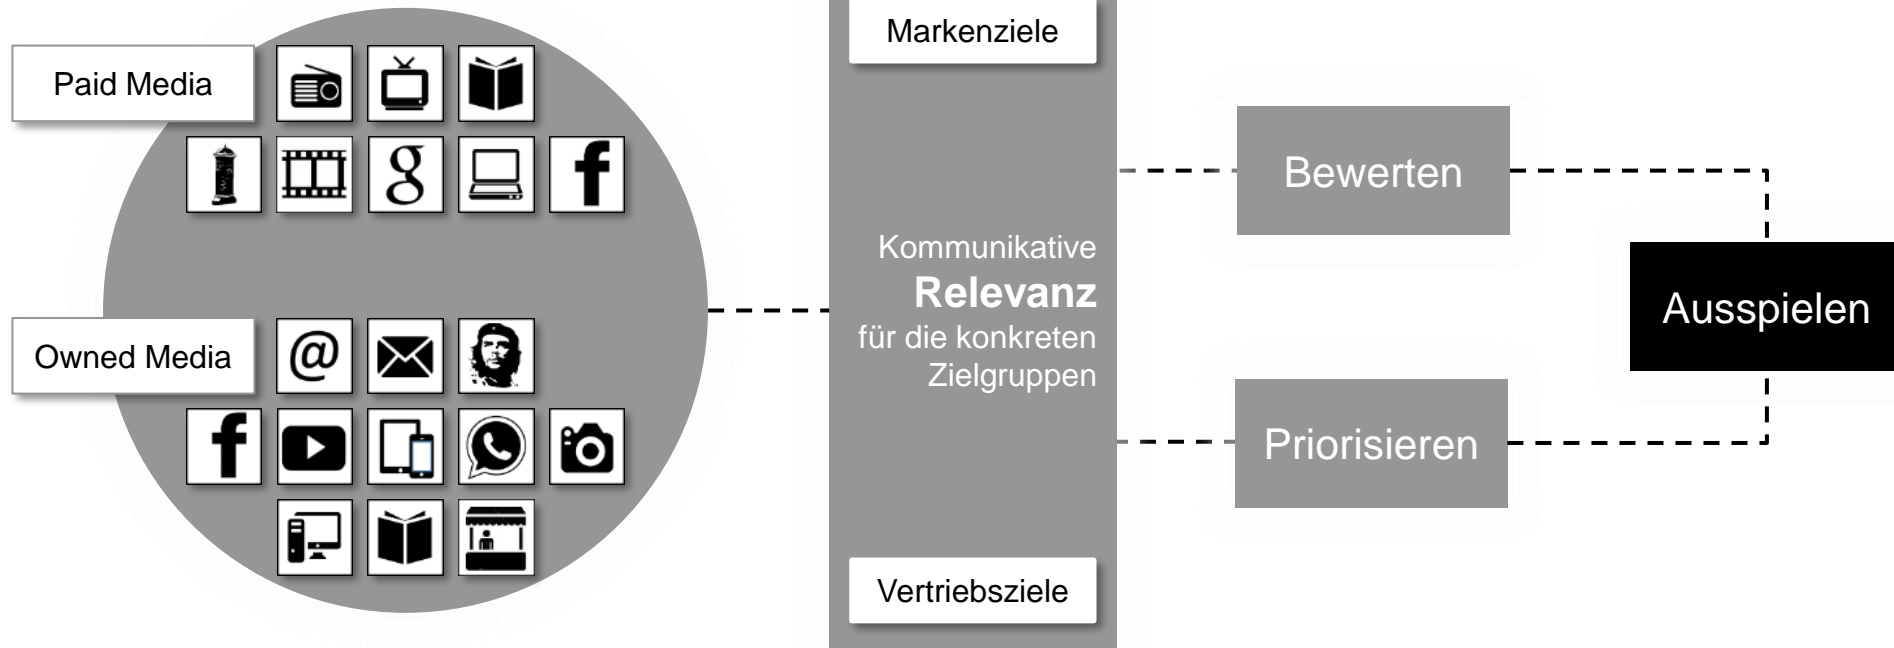 Paid Media
g
f
Owned Media
@
f
Markenziele
Kommunikative
Relevanz
für die konkreten
Zielgruppen
Vertriebsziele
Bewerten
Priorisieren
Ausspielen